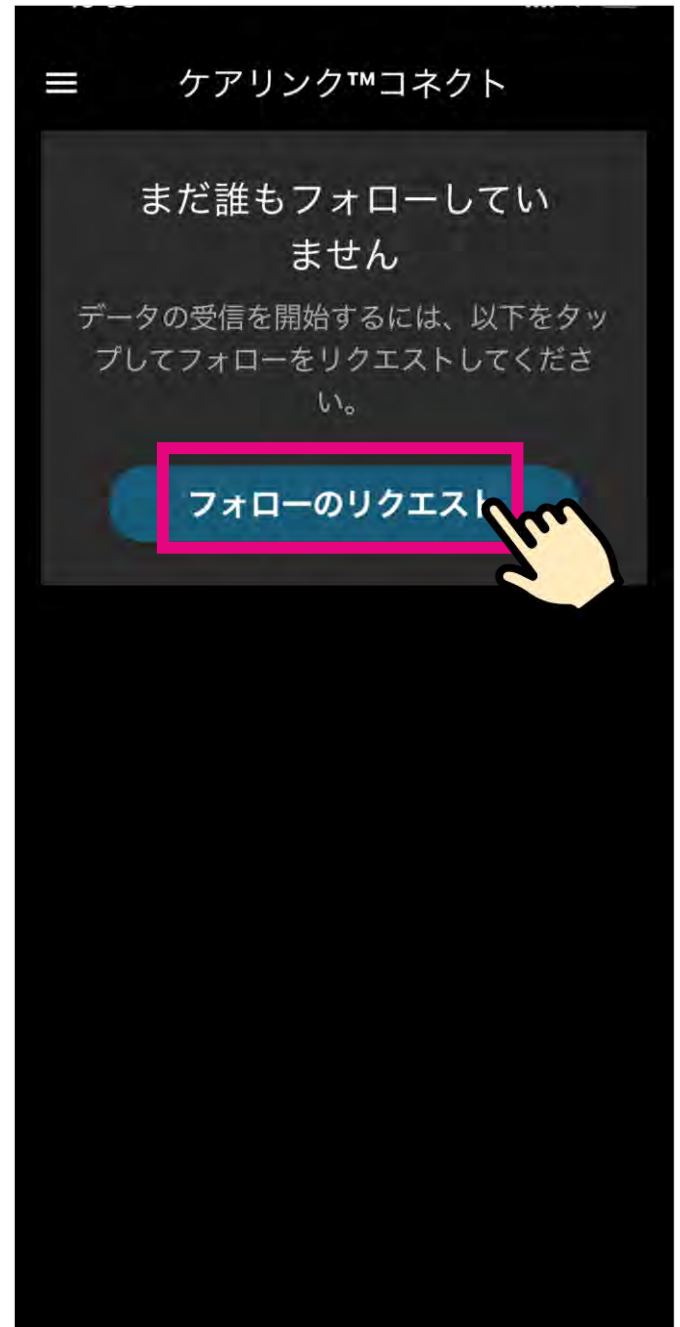 ケアリンク™コネクト
まだ誰もフォローしてい
ません
データの受信を開始するには、以下をタッ
プしてフォローをリクエストしてくださ
い。
フォローのリクエスト